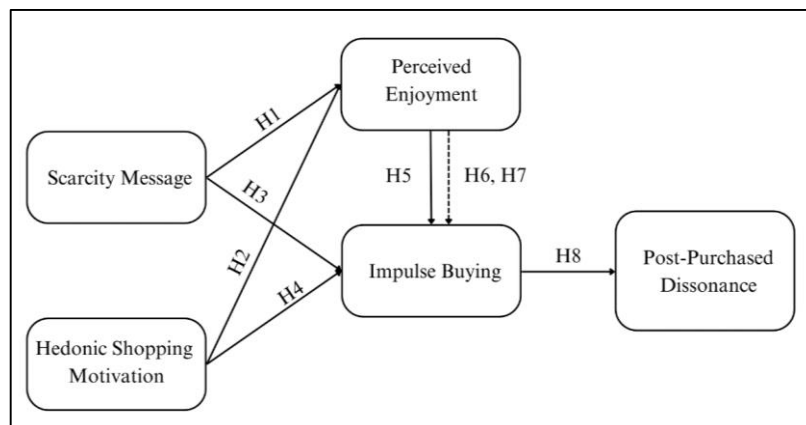 Perceived
Enjoyment
H1
Scarcity Message
H5
H6, H7
H3
H2
Impulse Buying
H8
Post-Purchased
Dissonance
H4
Hedonic Shopping
Motivation